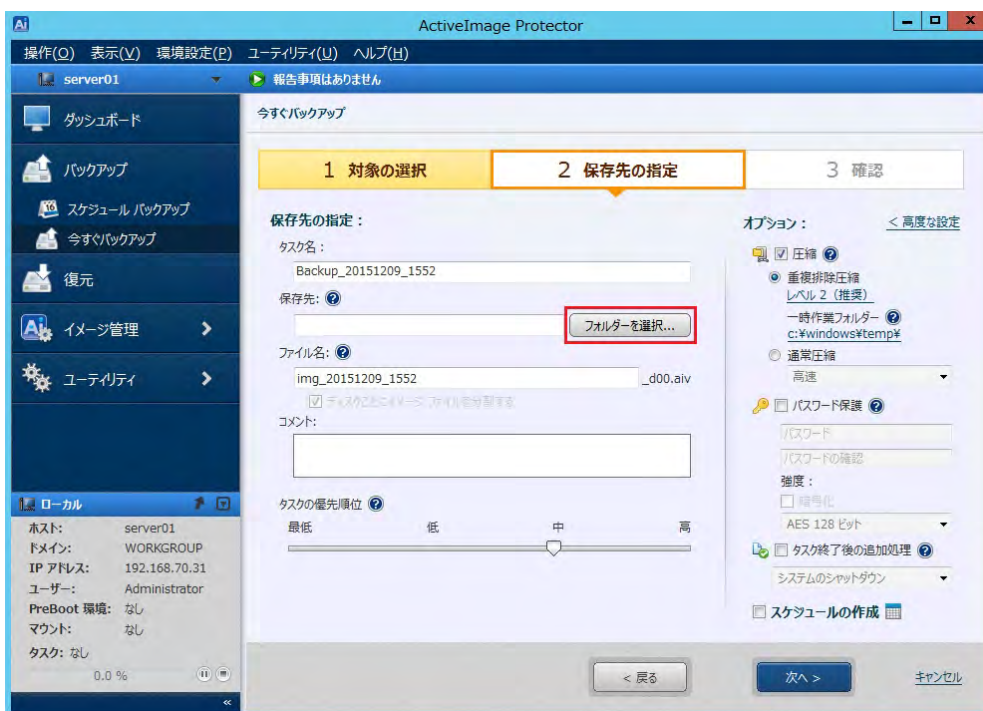 Ai
ActiveImage Protector
操作(O) 表示(V) 環境設定(P) ユーティリティ(U) ヘルプ(H)
server01
報告事項はありません
ダッシュボード
バックアップ
16
スケジュール バックアップ
今すぐバックアップ
復元
Ai
イメージ管理
ユーティリティ
ローカル
ホスト: server01
ドメイン: WORKGROUP
IP アドレス: 192.168.70.31
ユーザー: Administrator
PreBoot 環境: なし
マウント: なし
タスク: なし
0.0 %
«
今すぐバックアップ
1 対象の選択
2 保存先の指定
3 確認
保存先の指定：
タスク名：
Backup_20151209_1552
保存先: ?
フォルダーを選択...
ファイル名: ?
img_20151209_1552 _d00.aiv
ディスクごとにイメージ ファイルを分割する
コメント:
タスクの優先順位 ?
最低 低 中 高
オプション： < 高度な設定
圧縮 ?
重複排除圧縮
レベル 2（推奨）
一時作業フォルダー ?
c:¥windows¥temp¥
通常圧縮
高速
パスワード保護 ?
パスワード
パスワードの確認
強度：
暗号化
AES 128 ビット
タスク終了後の追加処理 ?
システムのシャットダウン
スケジュールの作成
< 戻る
次へ >
キャンセル